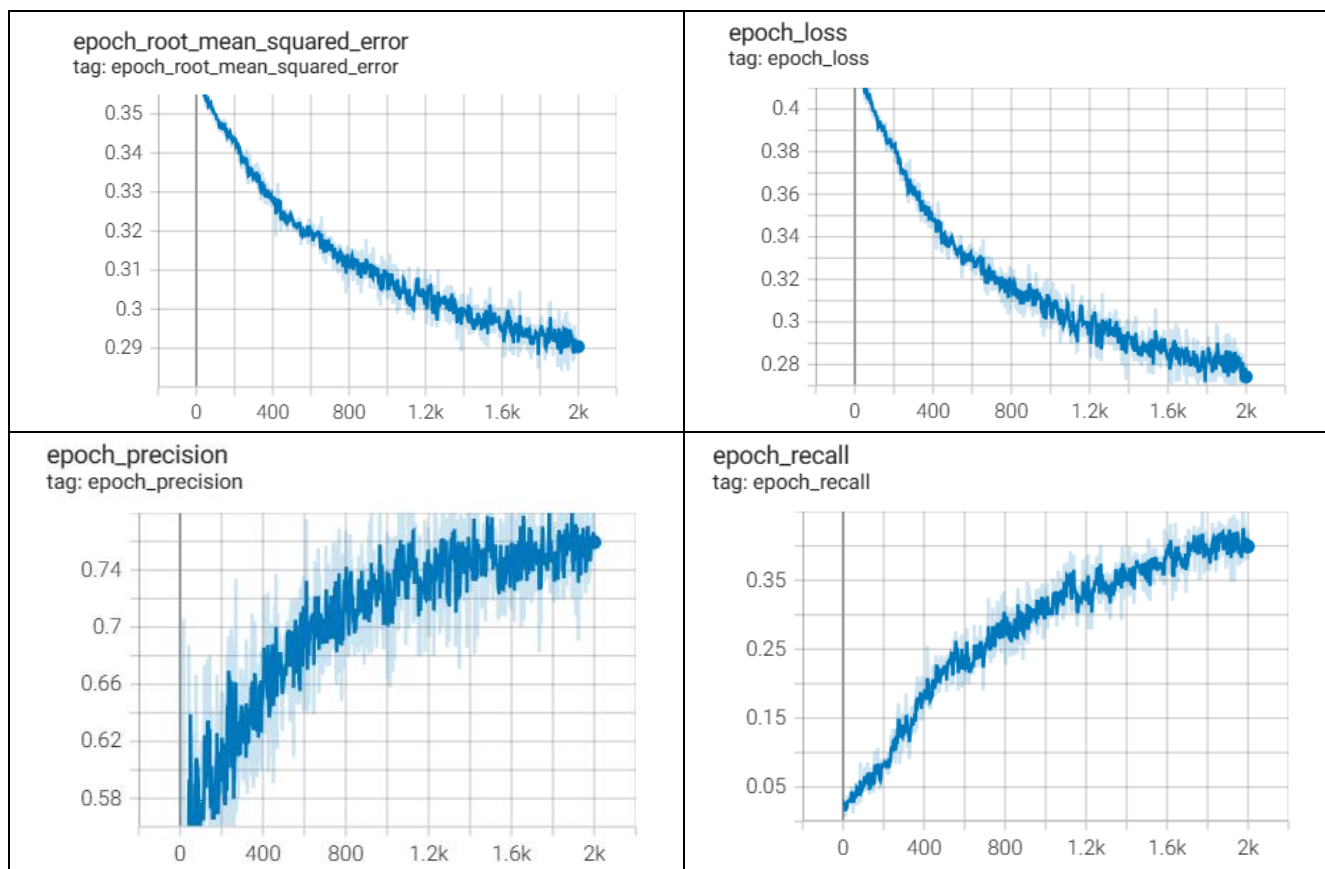 epoch_root_mean_squared_error
tag: epoch_root_mean_squared_error
0.35
0.34
0.33
0.32
0.31
0.3
0.29
0 400 800 1.2k 1.6k 2k
epoch_loss
tag: epoch_loss
0.4
0.38
0.36
0.34
0.32
0.3
0.28
0 400 800 1.2k 1.6k 2k
epoch_precision
tag: epoch_precision
0.74
0.7
0.66
0.62
0.58
0 400 800 1.2k 1.6k 2k
epoch_recall
tag: epoch_recall
0.35
0.25
0.15
0.05
0 400 800 1.2k 1.6k 2k